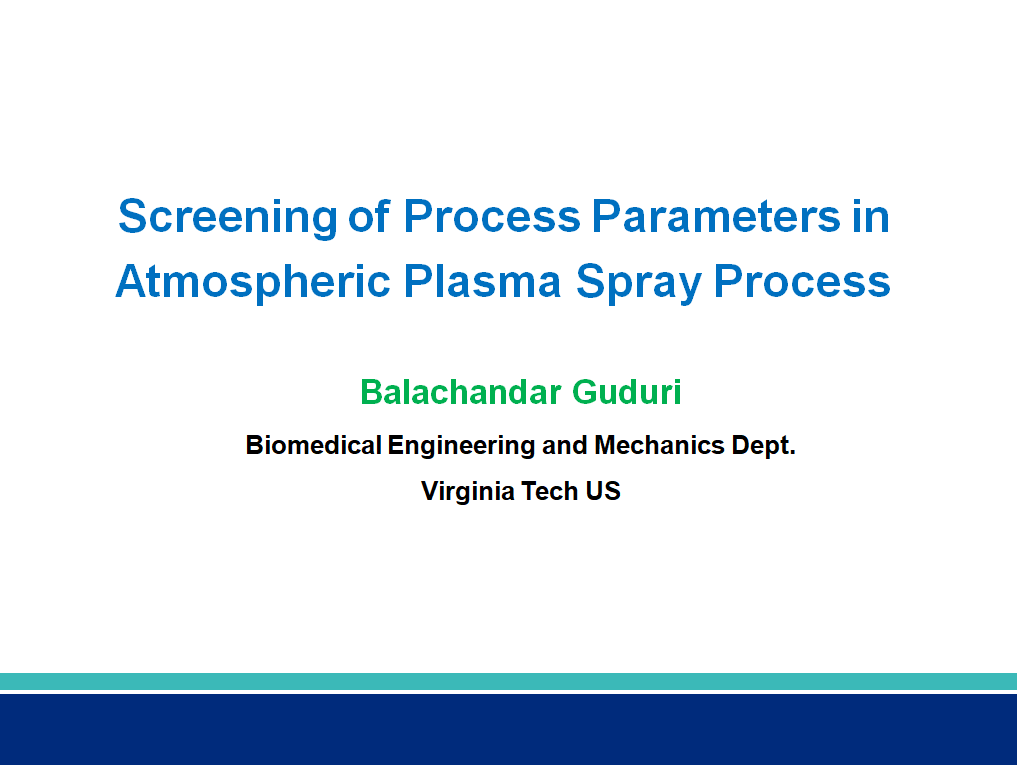 Screening of Process Parameters in
Atmospheric Plasma Spray Process
Balachandar Guduri
Biomedical Engineering and Mechanics Dept.
Virginia Tech US